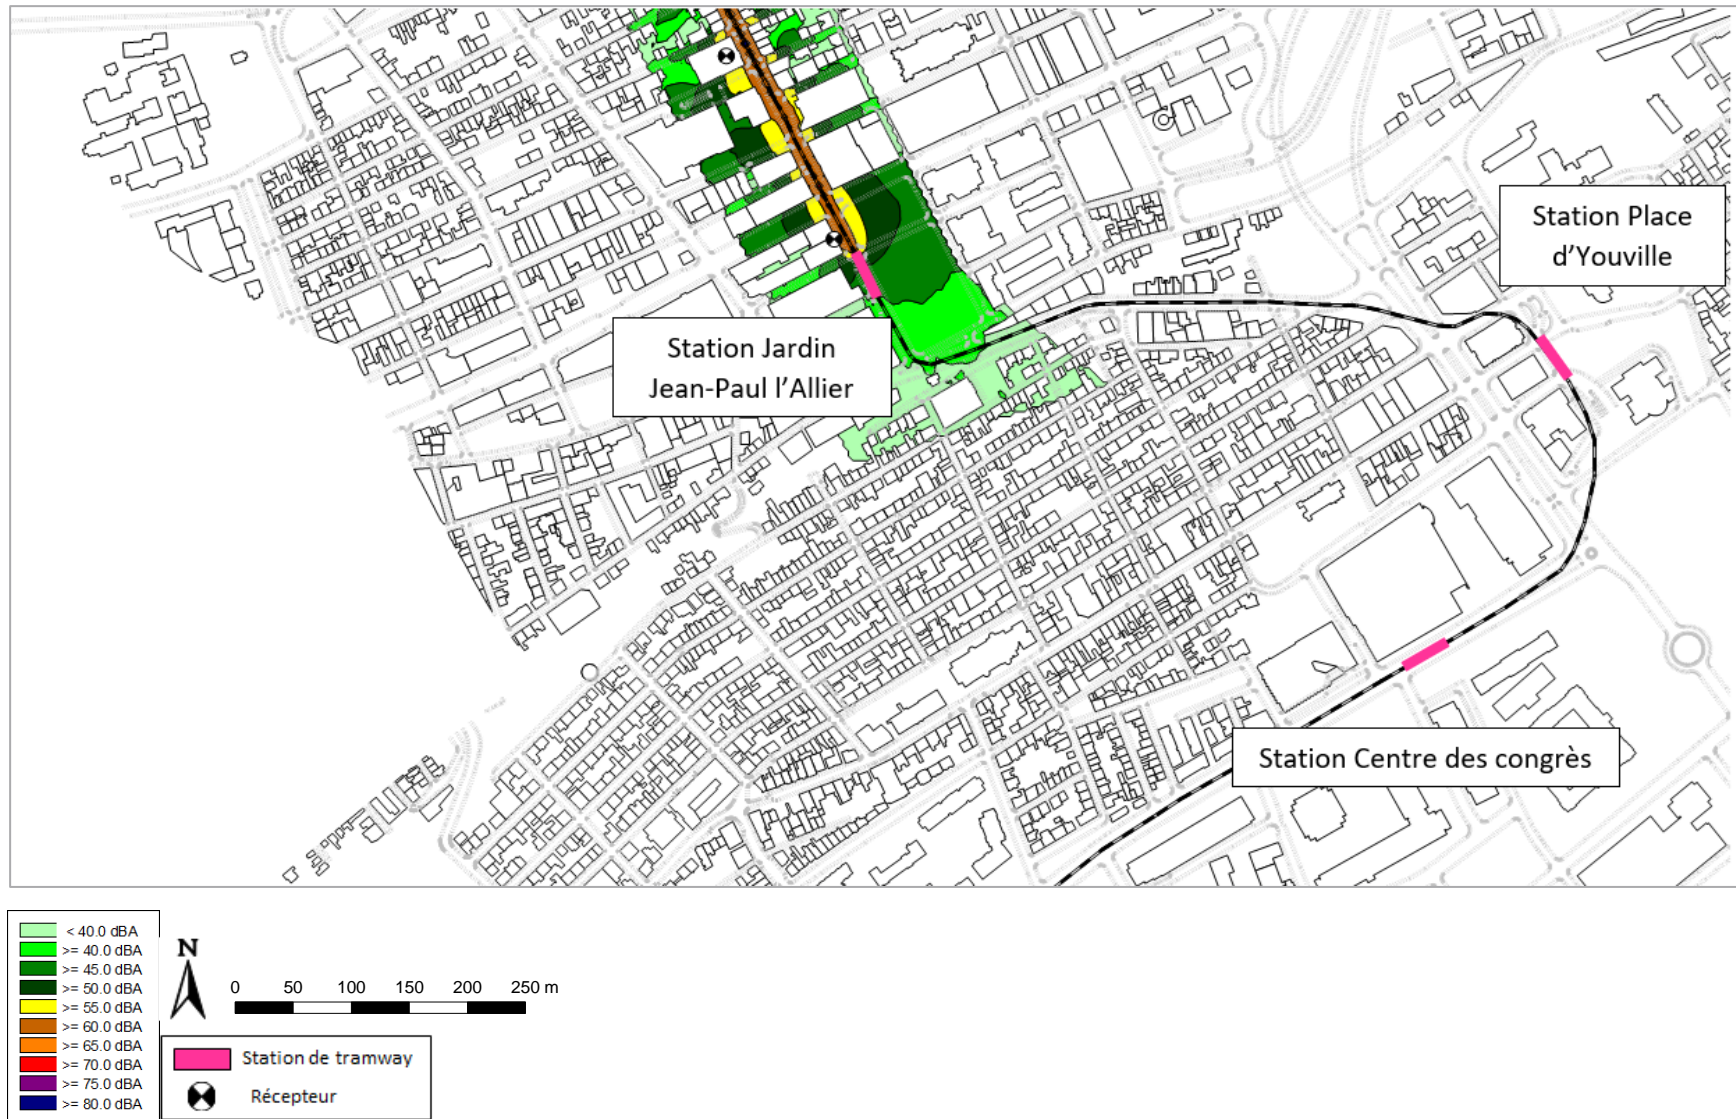 Station Place
d'Youville
Station Jardin
Jean-Paul l'Allier
Station Centre des congrès
< 40.0 dBA
>= 40.0 dBA
>= 45.0 dBA
>= 50.0 dBA
>= 55.0 dBA
>= 60.0 dBA
>= 65.0 dBA
>= 70.0 dBA
>= 75.0 dBA
>= 80.0 dBA
N
0 50 100 150 200 250 m
Station de tramway
Récepteur